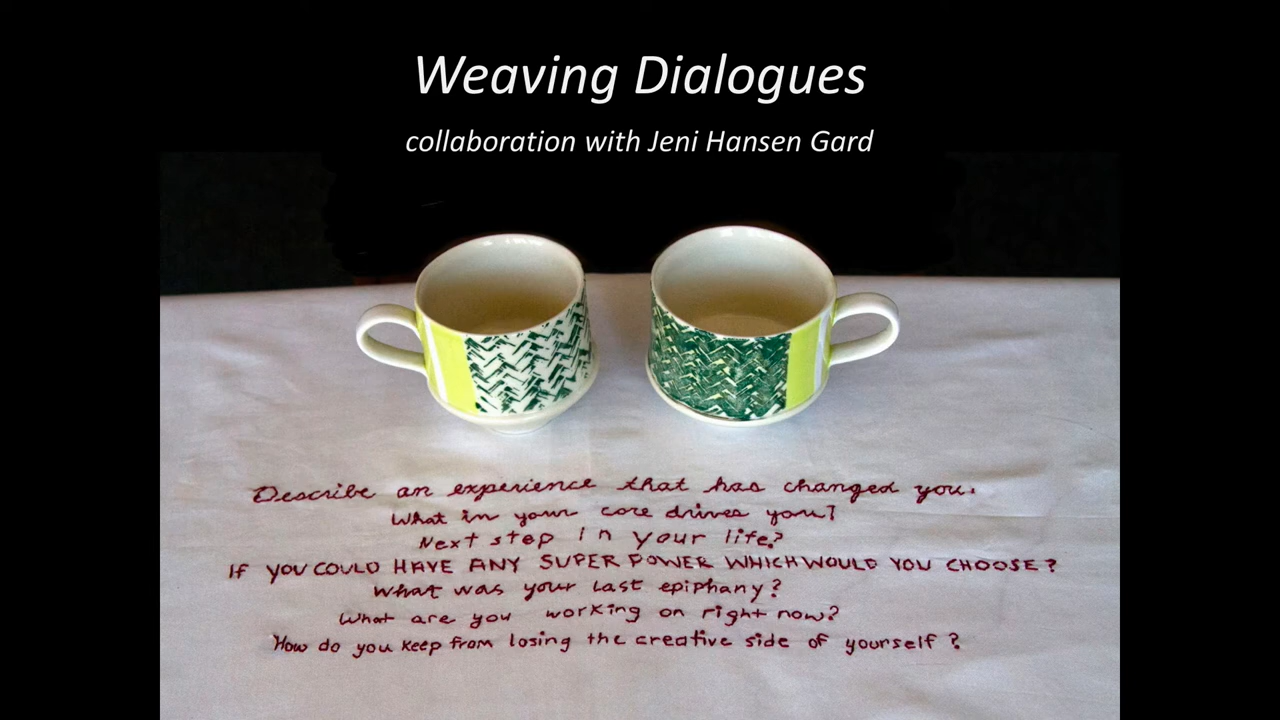 Weaving Dialogues
collaboration with Jeni Hansen Gard
Describe an experience that has changed you.
What in your core drives you?
Next step in your life?
IF YOU COULD HAVE ANY SUPER POWER WHICH WOULD YOU CHOOSE?
What was your last epiphany?
What are you working on right now?
How do you keep from losing the creative side of yourself?